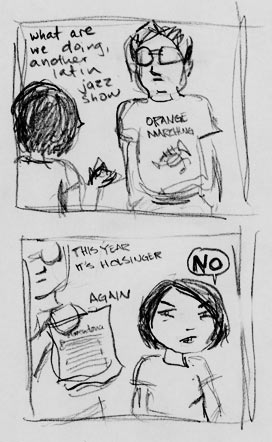 what are
we doing,
another
latin
jazz
show
ORANGE
MARCHING
THIS YEAR
IT'S HOLSINGER
AGAIN
NO